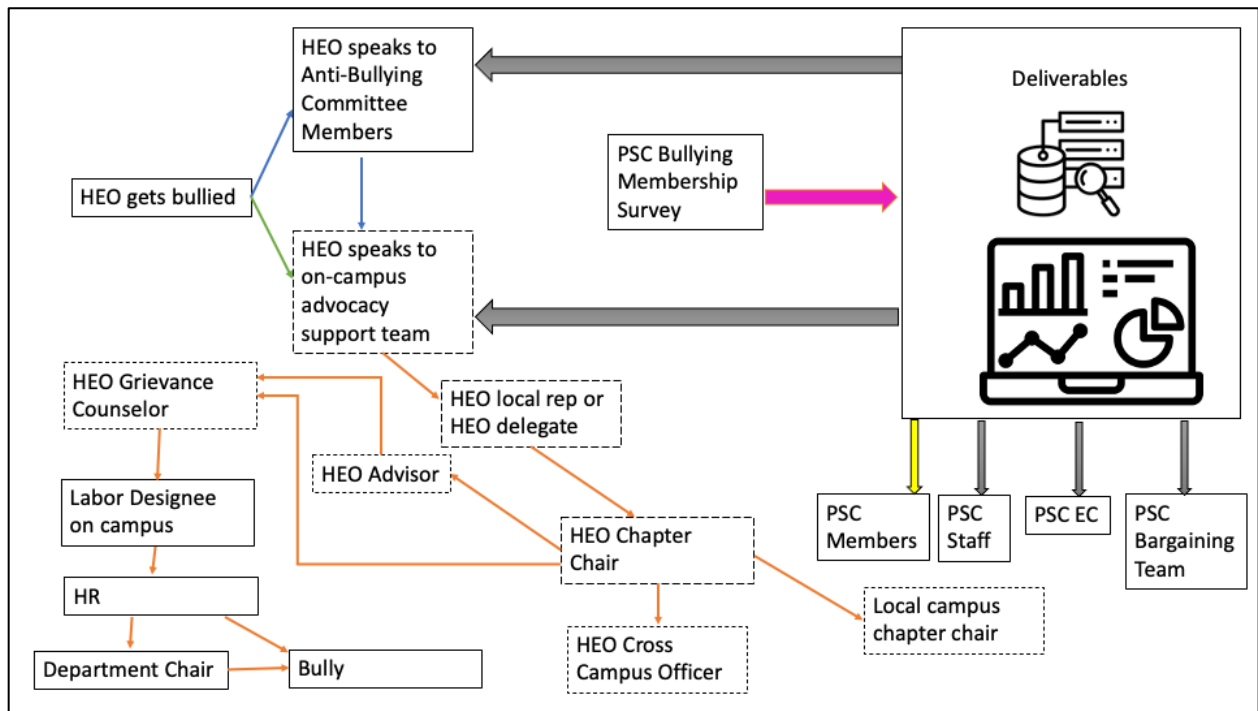 HEO speaks to
Anti-Bullying
Committee
Members
Deliverables
PSC Bullying
Membership
Survey
HEO gets bullied
HEO speaks to
on-campus
advocacy
support team
HEO Grievance
Counselor
HEO local rep or
HEO delegate
HEO Advisor
Labor Designee
on campus
HEO Chapter
Chair
PSC
Members
PSC
Staff
PSC EC
PSC
Bargaining
Team
HR
Local campus
chapter chair
HEO Cross
Campus Officer
Department Chair
Bully